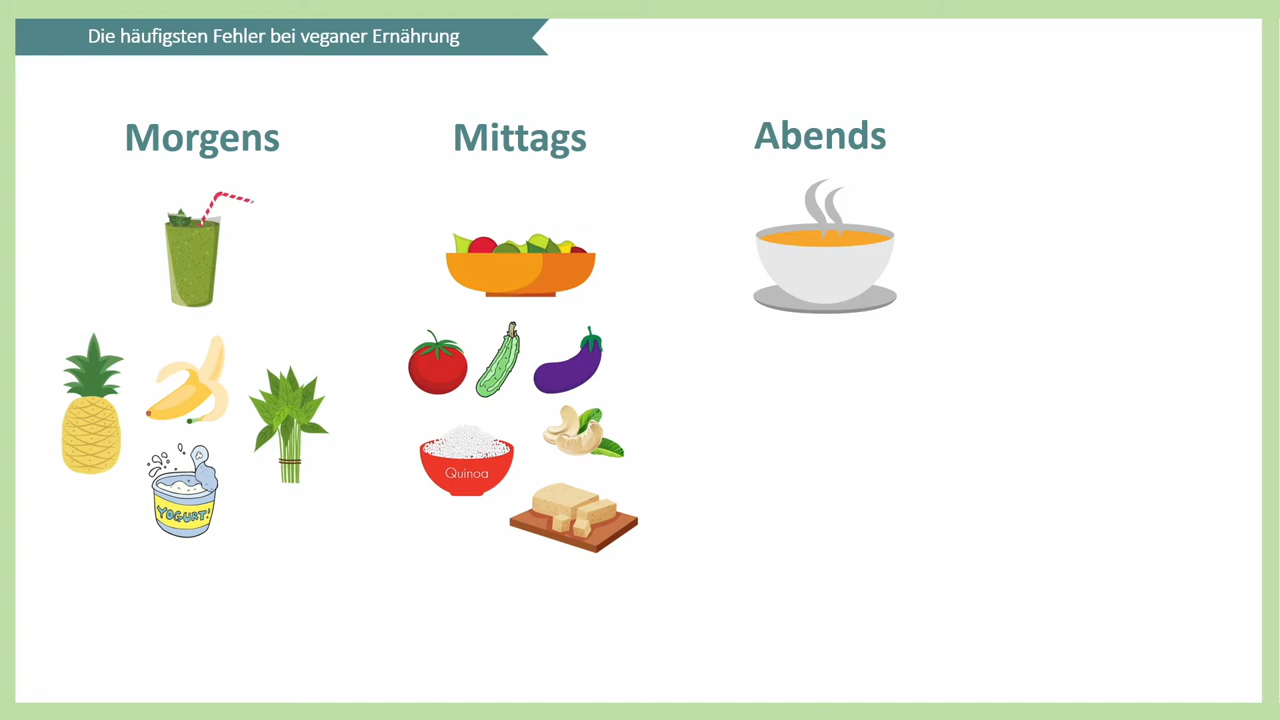 Die häufigsten Fehler bei veganer Ernährung
Morgens
Mittags
Abends
Quinoa
YOGURT!